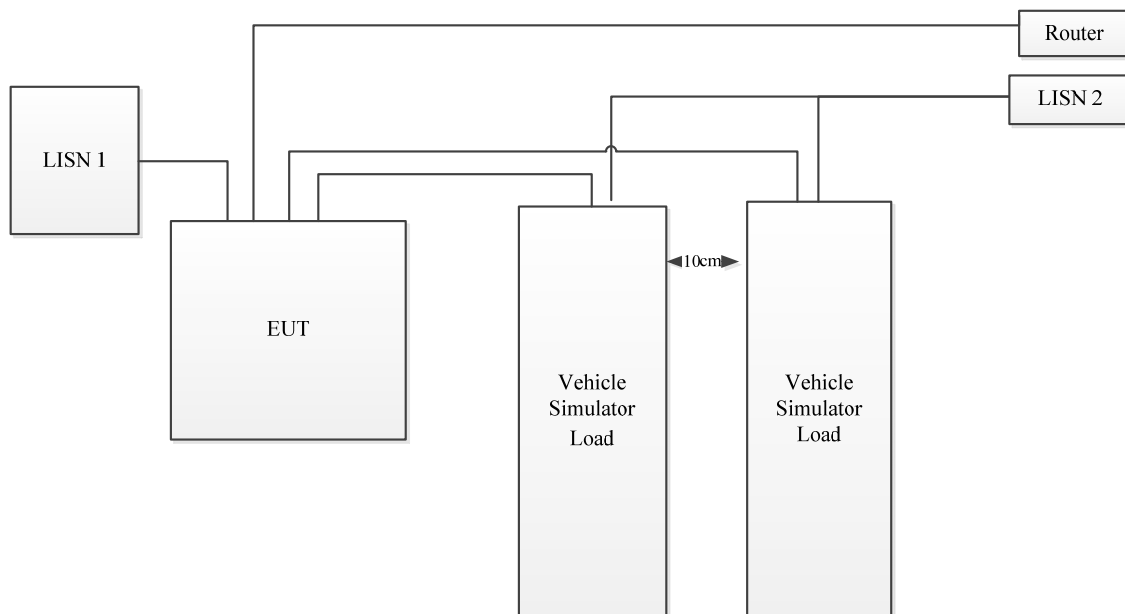 Router
LISN 2
LISN 1
10cm
EUT
Vehicle
Simulator
Load
Vehicle
Simulator
Load